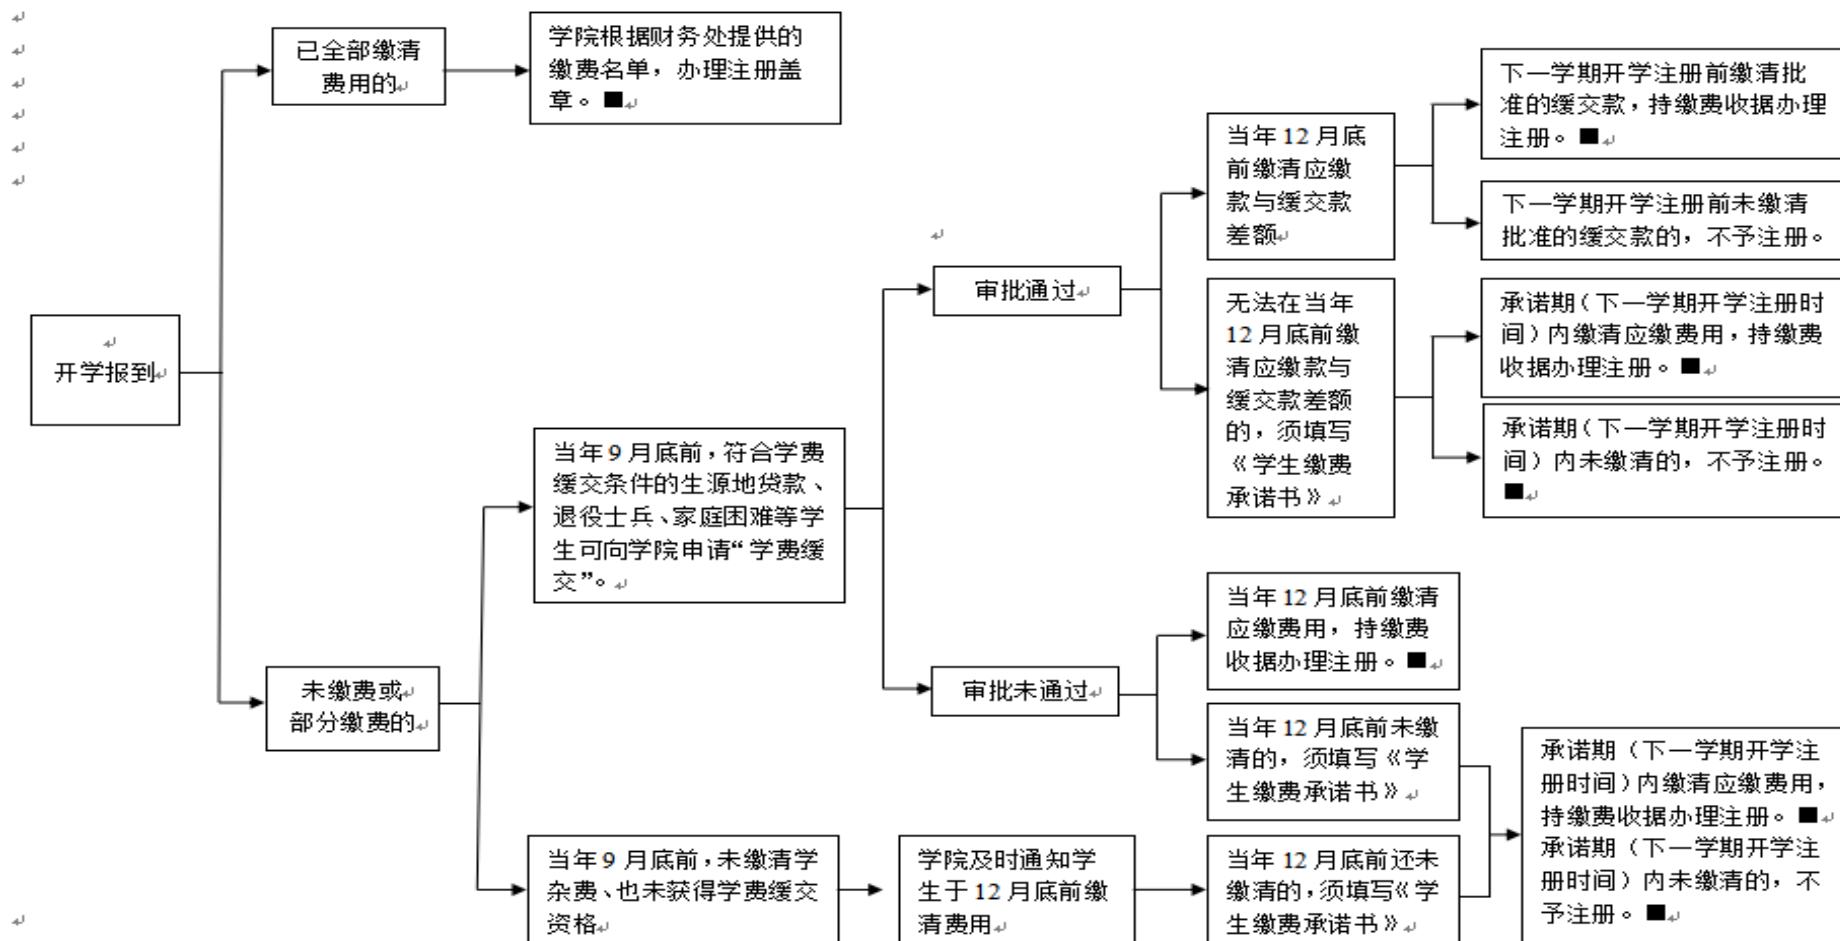 开学报到
已全部缴清
费用的
学院根据财务处提供的
缴费名单，办理注册盖
章。■
未缴费或
部分缴费的
当年9月底前，符合学费
缓交条件的生源地贷款、
退役士兵、家庭困难等学
生可向学院申请“学费缓
交”。
审批通过
当年12月底
前缴清应缴
款与缓交款
差额
下一学期开学注册前缴清批
准的缓交款，持缴费收据办理
注册。■
下一学期开学注册前未缴清
批准的缓交款的，不予注册。
无法在当年
12月底前缴
清应缴款与
缓交款差额
的，须填写
《学生缴费
承诺书》
承诺期（下一学期开学注册时
间）内缴清应缴费用，持缴费
收据办理注册。■
承诺期（下一学期开学注册时
间）内未缴清的，不予注册。
■
审批未通过
当年12月底前缴清
应缴费用，持缴费
收据办理注册。■
当年12月底前未缴
清的，须填写《学
生缴费承诺书》
当年9月底前，未缴清学
杂费、也未获得学费缓交
资格
学院及时通知学
生于12月底前缴
清费用
当年12月底前还未
缴清的，须填写《学
生缴费承诺书》
承诺期（下一学期开学注
册时间）内缴清应缴费用，
持缴费收据办理注册。■
承诺期（下一学期开学注
册时间）内未缴清的，不
予注册。■